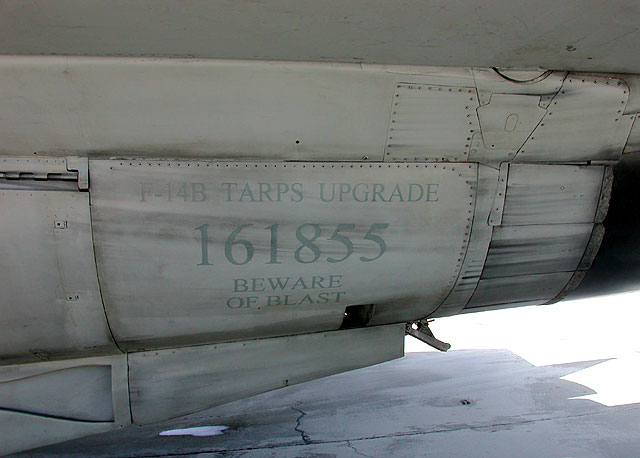 F-14B TARPS UPGRADE
161855
BEWARE
OF BLAST